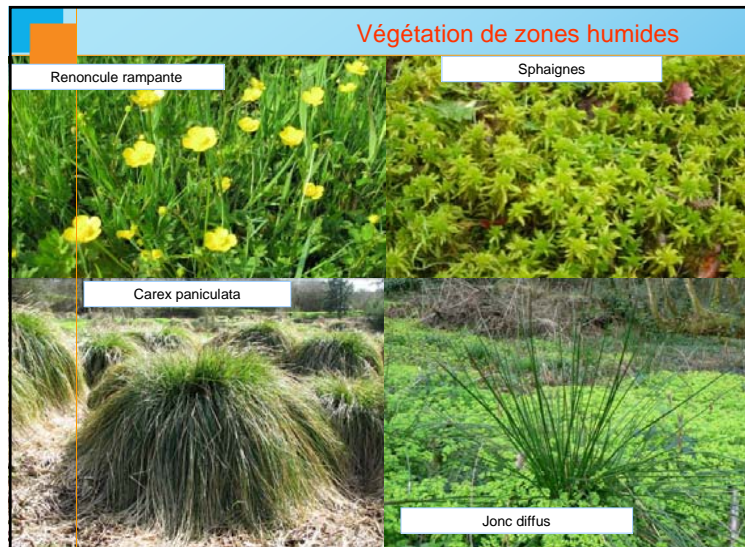 Végétation de zones humides
Renoncule rampante
Sphaignes
Carex paniculata
Jonc diffus